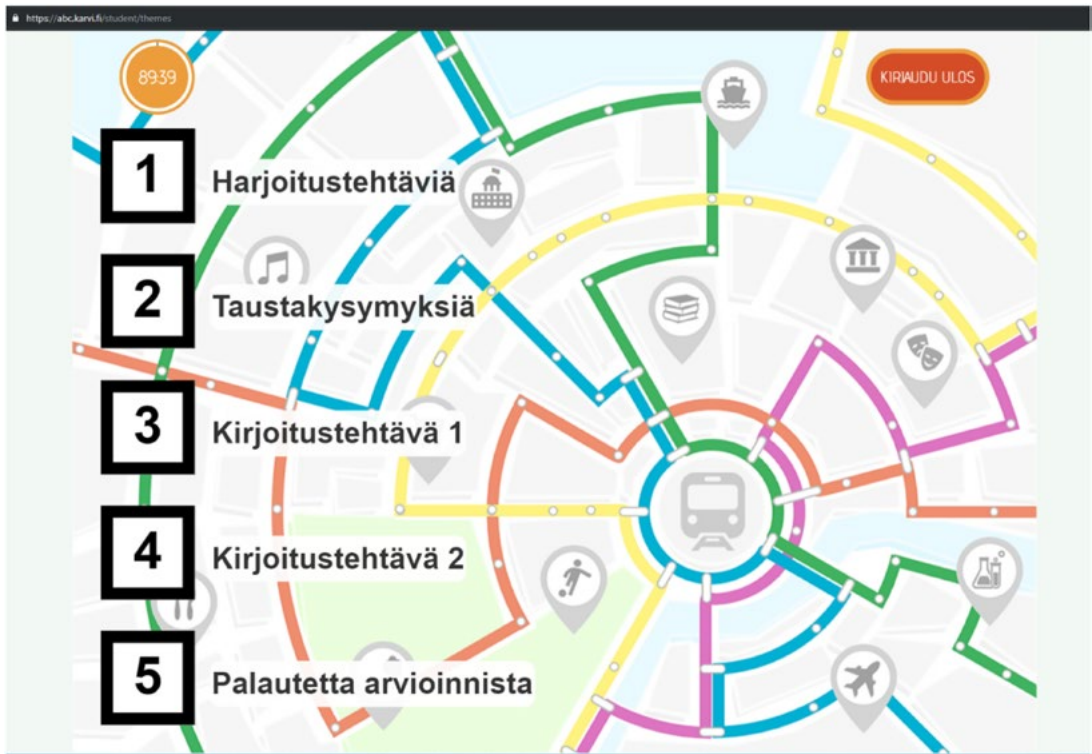 https://abc.karvi.fi/student/themes
8939
KIRJAUDU ULOS
1 Harjoitustehtäviä
2 Taustakysymyksiä
3 Kirjoitustehtävä 1
4 Kirjoitustehtävä 2
5 Palautetta arvioinnista